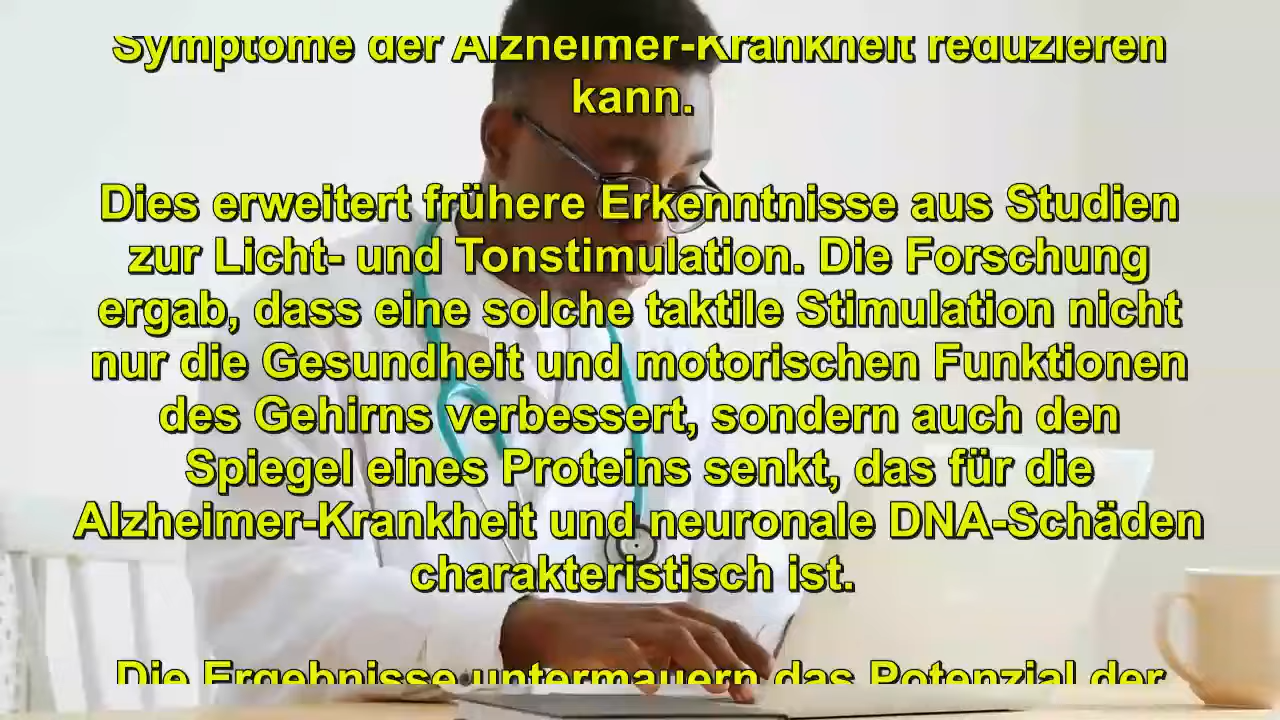 Symptome der Alzheimer-Krankheit reduzieren
kann.
Dies erweitert frühere Erkenntnisse aus Studien
zur Licht- und Tonstimulation. Die Forschung
ergab, dass eine solche taktile Stimulation nicht
nur die Gesundheit und motorischen Funktionen
des Gehirns verbessert, sondern auch den
Spiegel eines Proteins senkt, das für die
Alzheimer-Krankheit und neuronale DNA-Schäden
charakteristisch ist.
Die Ergebnisse untermauern das Potenzial der